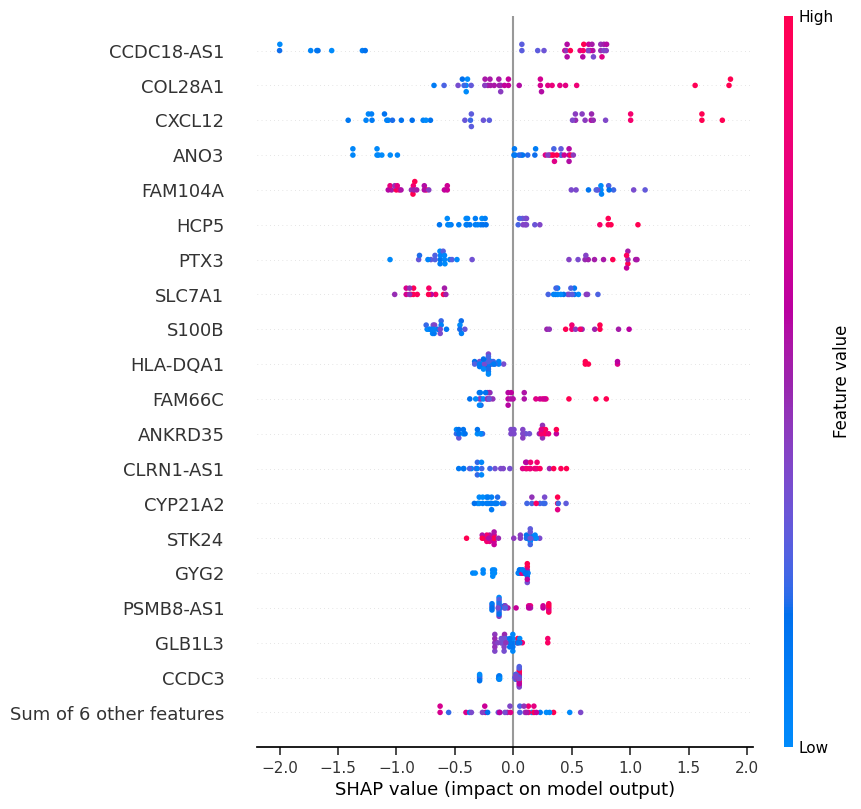 High
CCDC18-AS1
COL28A1
CXCL12
ANO3
FAM104A
HCP5
PTX3
SLC7A1
S100B
HLA-DQA1
FAM66C
ANKRD35
CLRN1-AS1
CYP21A2
STK24
GYG2
PSMB8-AS1
GLB1L3
CCDC3
Sum of 6 other features
Feature value
Low
−2.0 −1.5 −1.0 −0.5 0.0 0.5 1.0 1.5 2.0
SHAP value (impact on model output)